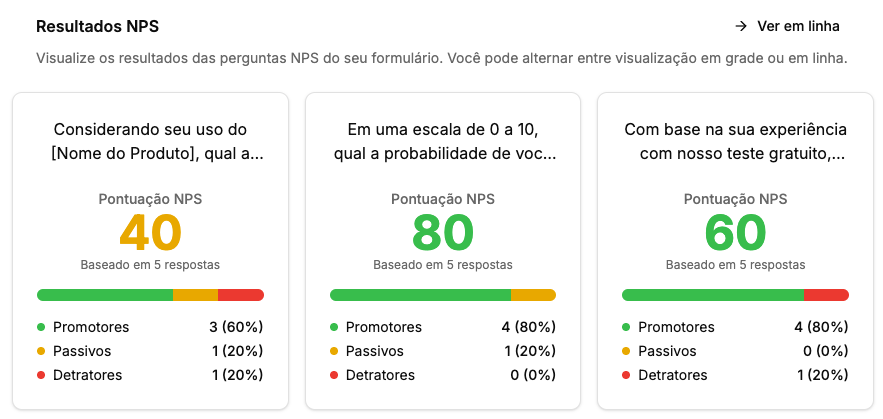 Resultados NPS
→ Ver em linha
Visualize os resultados das perguntas NPS do seu formulário. Você pode alternar entre visualização em grade ou em linha.
Considerando seu uso do
[Nome do Produto], qual a...
Pontuação NPS
40
Baseado em 5 respostas
Promotores 3 (60%)
Passivos 1 (20%)
Detratores 1 (20%)
Em uma escala de 0 a 10,
qual a probabilidade de voc...
Pontuação NPS
80
Baseado em 5 respostas
Promotores 4 (80%)
Passivos 1 (20%)
Detratores 0 (0%)
Com base na sua experiência
com nosso teste gratuito,...
Pontuação NPS
60
Baseado em 5 respostas
Promotores 4 (80%)
Passivos 0 (0%)
Detratores 1 (20%)